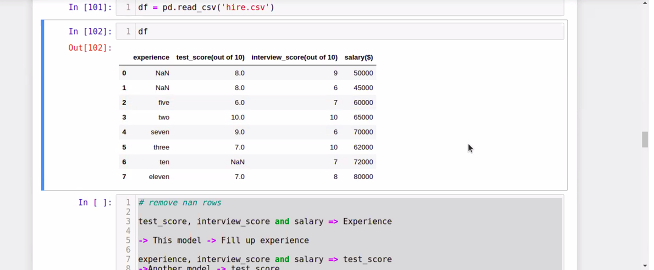 In [101]: 1 df = pd.read_csv('hire.csv')
In [102]: 1 df
Out[102]:
experience test_score(out of 10) interview_score(out of 10) salary($)
0 NaN 8.0 9 50000
1 NaN 8.0 6 45000
2 five 6.0 7 60000
3 two 10.0 10 65000
4 seven 9.0 6 70000
5 three 7.0 10 62000
6 ten NaN 7 72000
7 eleven 7.0 8 80000
In [ ]: 1 # remove nan rows
2
3 test_score, interview_score and salary => Experience
4
5 -> This model -> Fill up experience
6
7 experience, interview_score and salary => test_score
8 ->Another model -> test_score